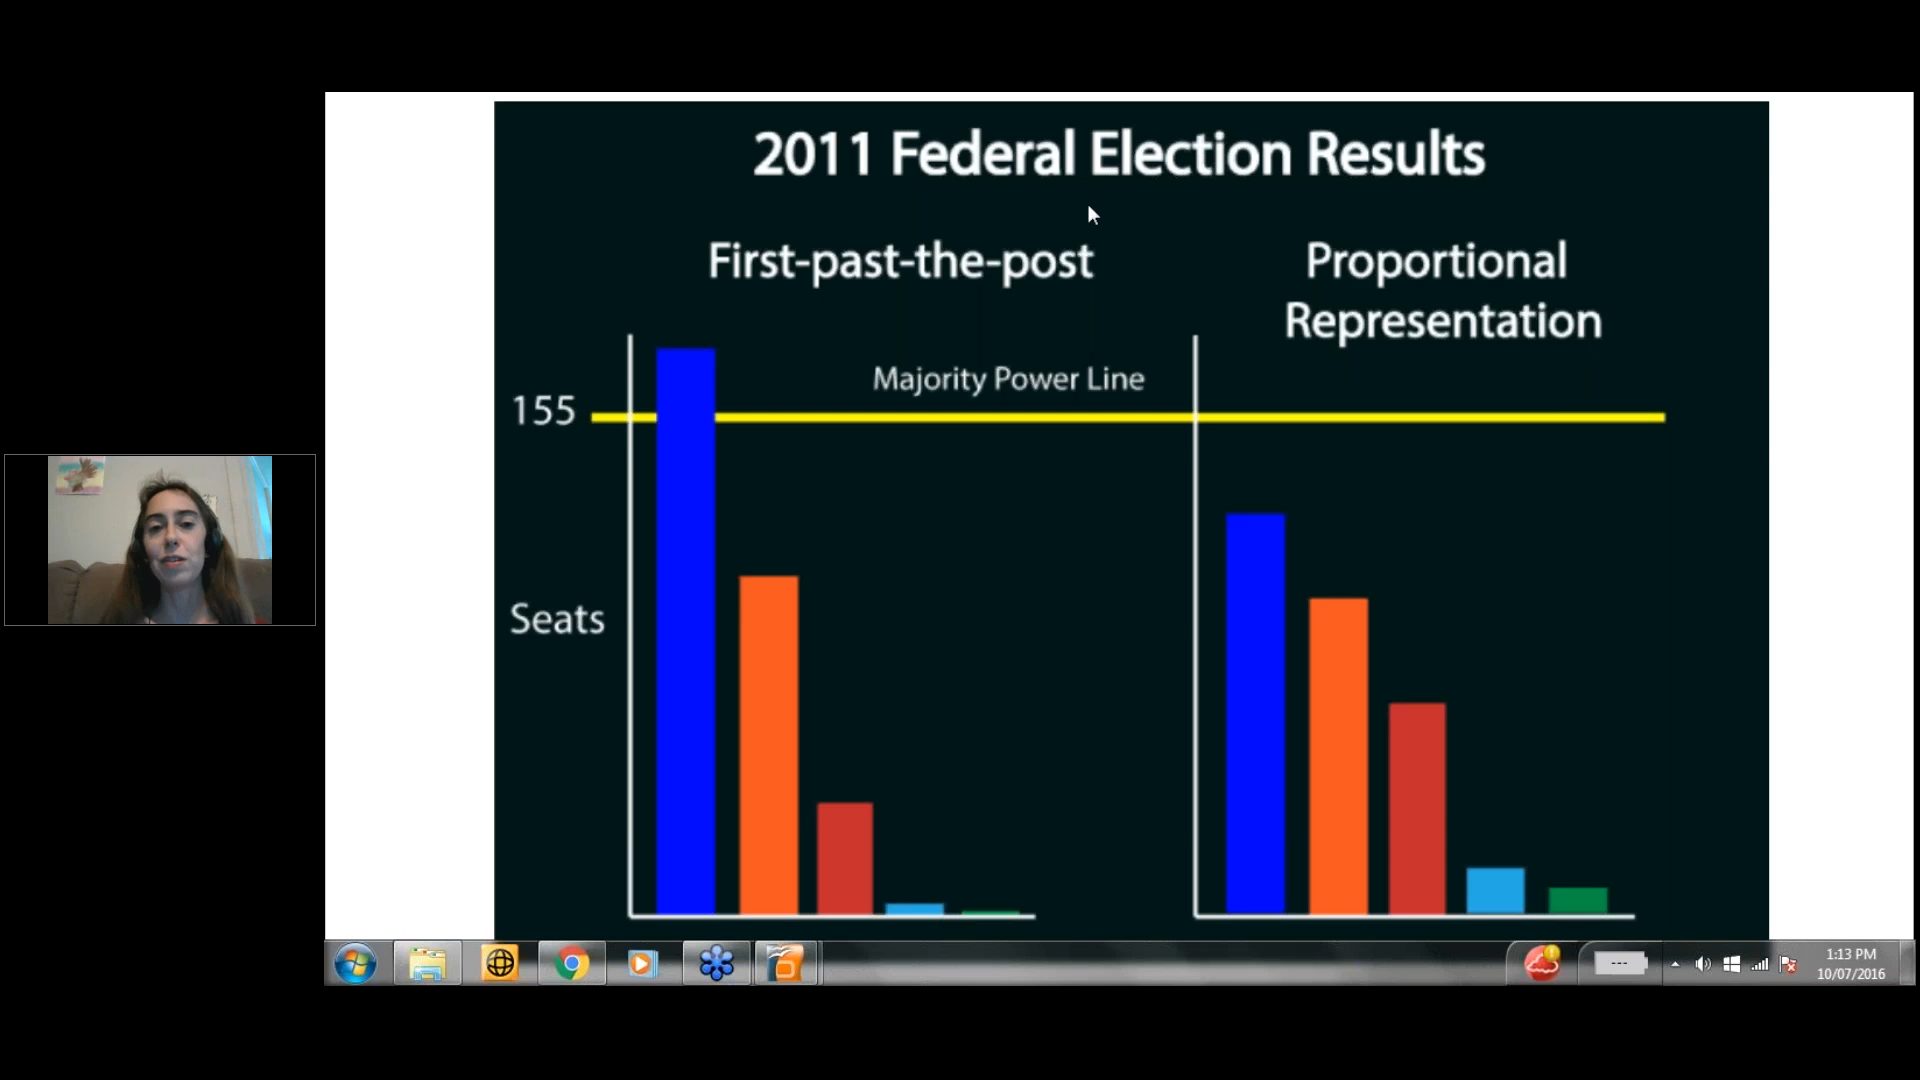 2011 Federal Election Results
First-past-the-post
Proportional
Representation
Majority Power Line
155
Seats
---
1:13 PM
10/07/2016